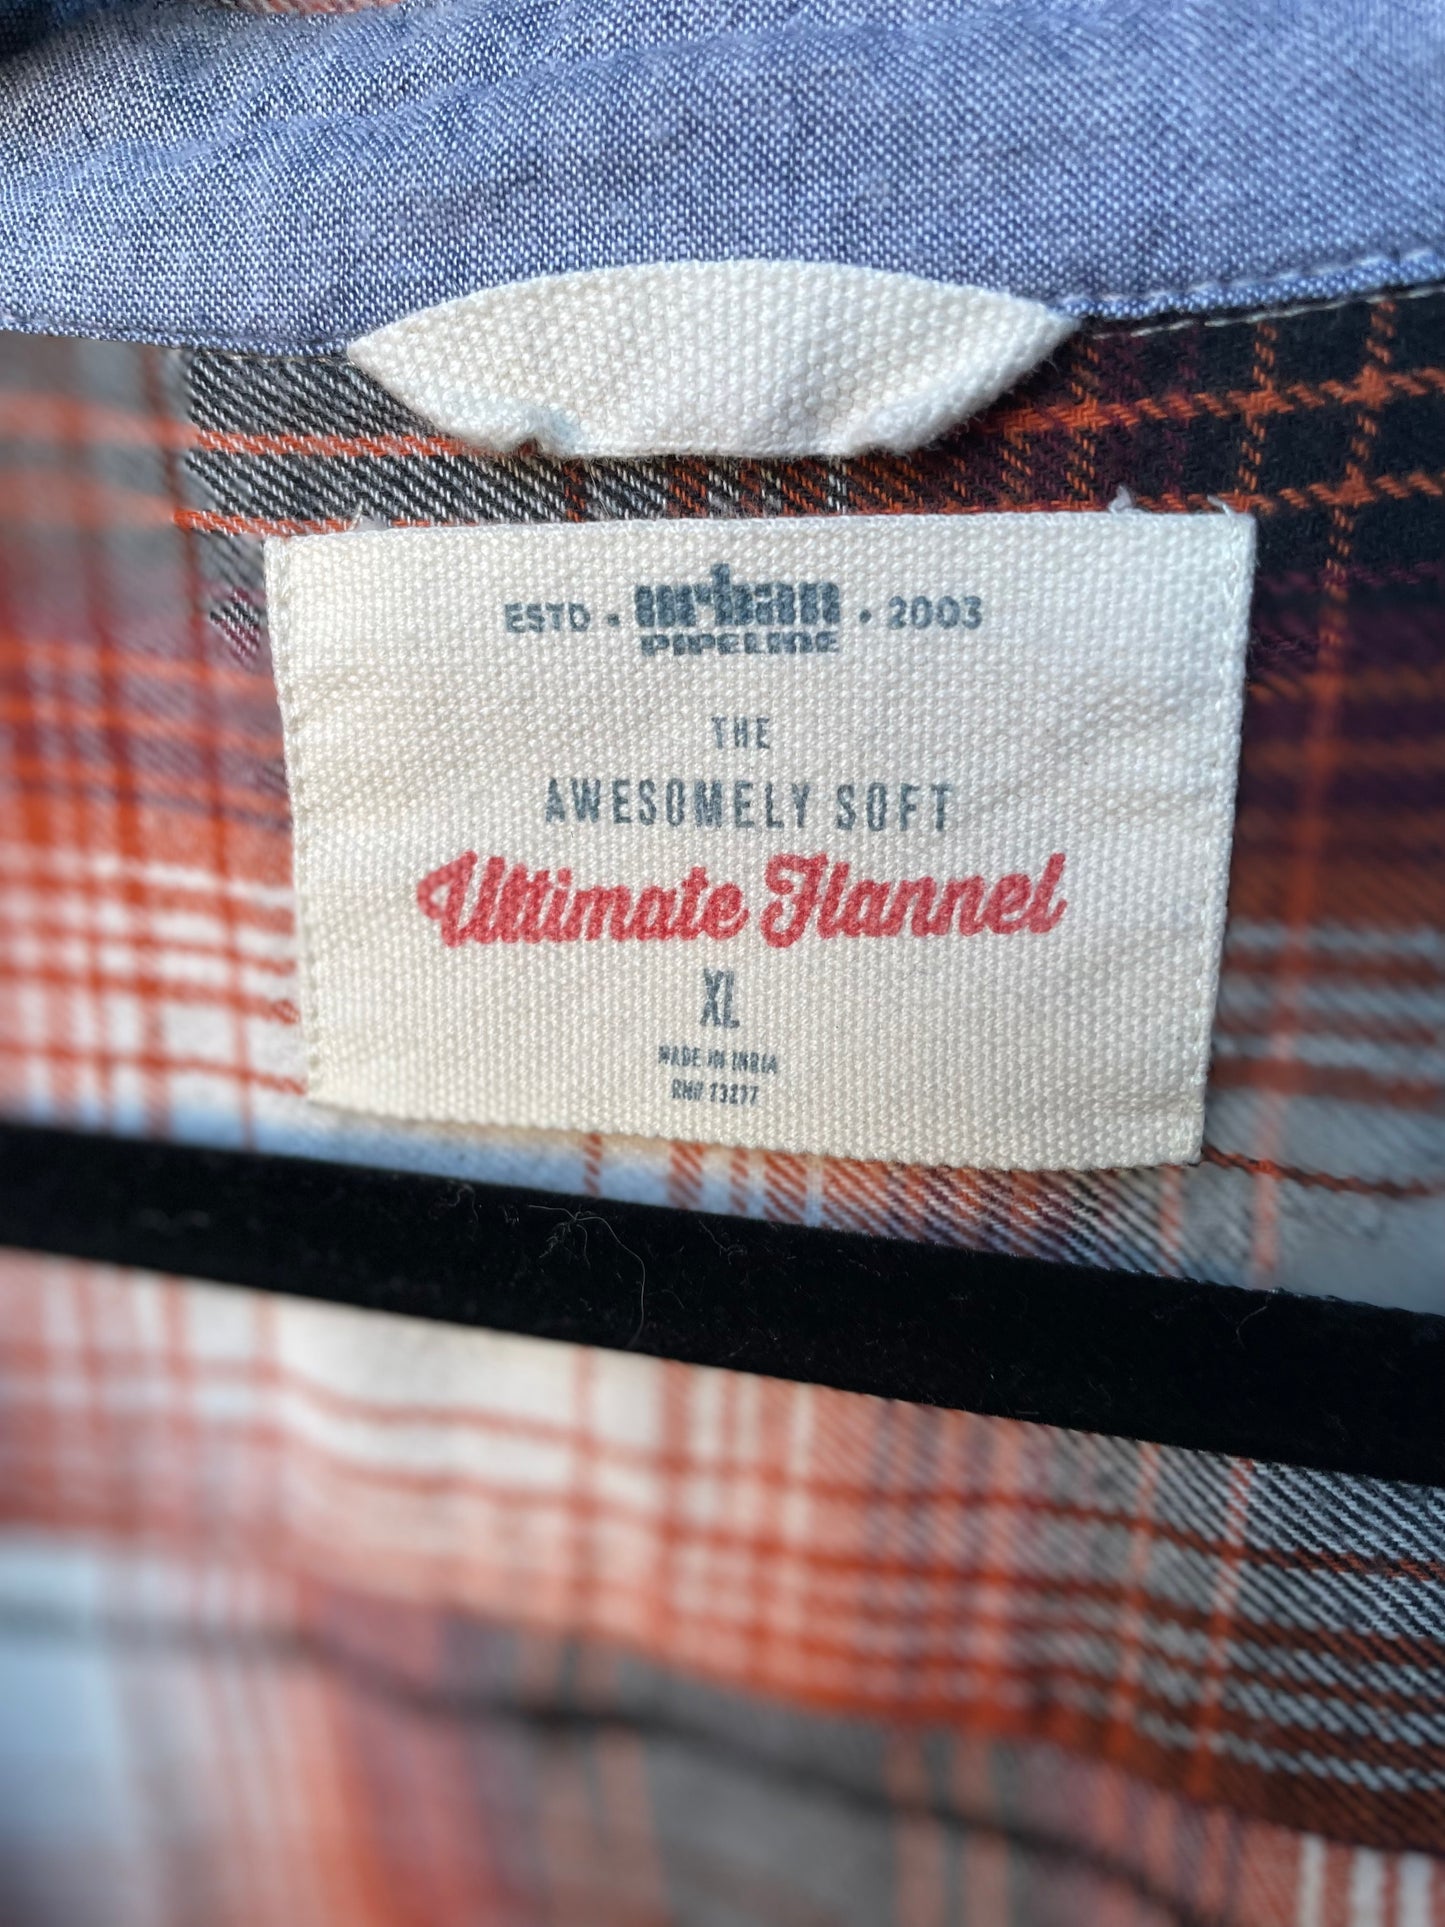 ESTD • urban • 2003
PIPELINE
THE
AWESOMELY SOFT
Ultimate Flannel
XL
MADE IN INDIA
RN# 73277